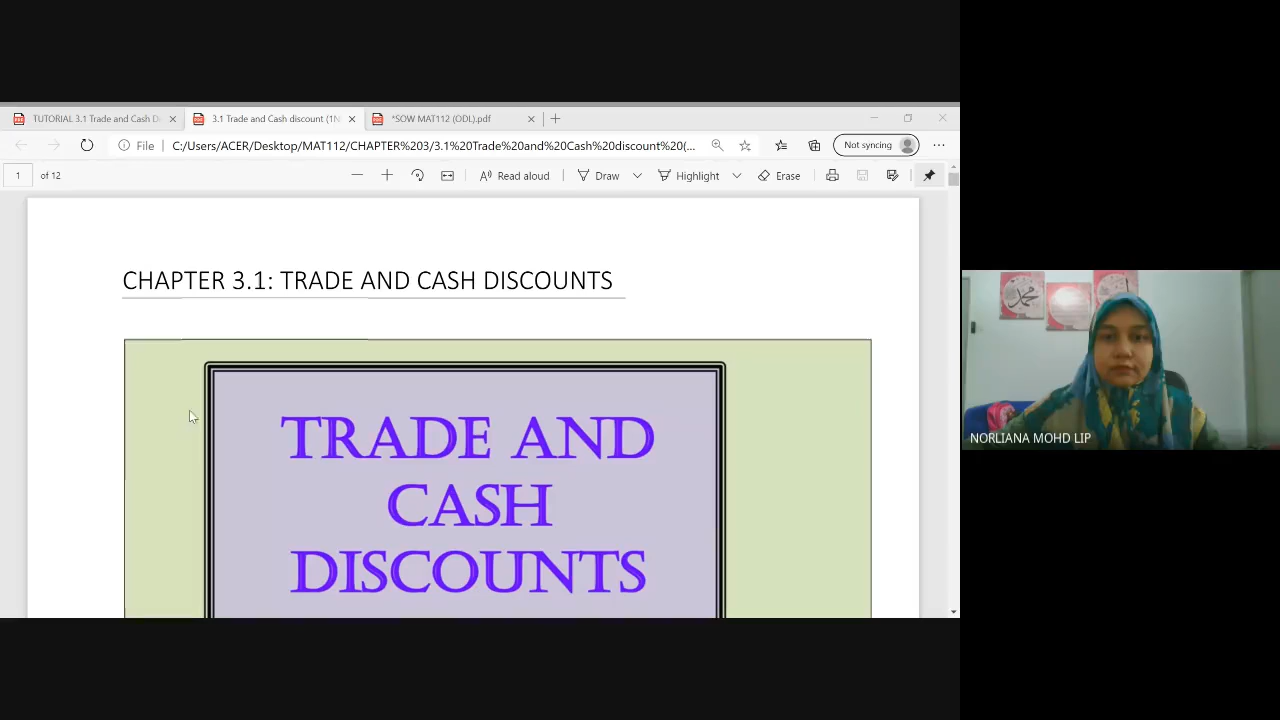 TUTORIAL 3.1 Trade and Cash D
3.1 Trade and Cash discount (1N
*SOW MAT112 (ODL).pdf
File
C:/Users/ACER/Desktop/MAT112/CHAPTER%203/3.1%20Trade%20and%20Cash%20discount%20(...
Not syncing
1 of 12
Read aloud
Draw
Highlight
Erase
CHAPTER 3.1: TRADE AND CASH DISCOUNTS
TRADE AND
CASH
DISCOUNTS
محمد
NORLIANA MOHD LIP